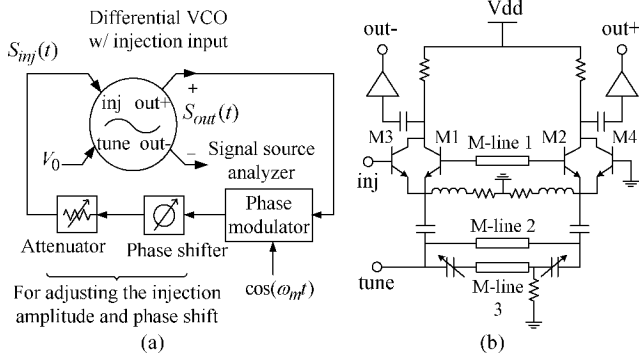 Differential VCO
w/ injection input
S_inj(t)
inj out+
tune out-
+
S_out(t)
−
V_0
Signal source
analyzer
Phase
modulator
Attenuator
Phase shifter
cos(ω_m t)
For adjusting the injection
amplitude and phase shift
(a)
Vdd
out-
out+
M3
M1
M-line 1
M2
M4
inj
M-line 2
tune
M-line
3
(b)